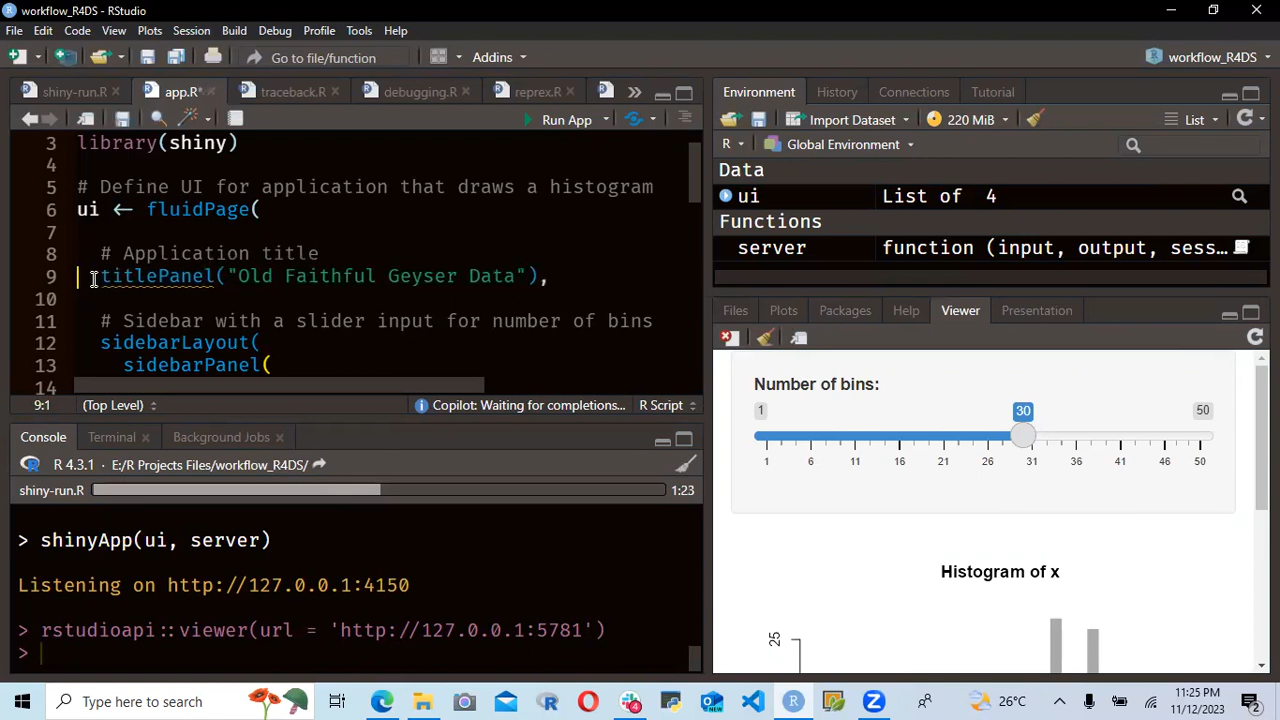 workflow_R4DS - RStudio
File Edit Code View Plots Session Build Debug Profile Tools Help
Go to file/function Addins workflow_R4DS
shiny-run.R app.R* traceback.R debugging.R reprex.R
Run App
3 library(shiny)
4
5 # Define UI for application that draws a histogram
6 ui <- fluidPage(
7
8 # Application title
9 titlePanel("Old Faithful Geyser Data"),
10
11 # Sidebar with a slider input for number of bins
12 sidebarLayout(
13 sidebarPanel(
14
9:1 (Top Level) Copilot: Waiting for completions... R Script
Console Terminal Background Jobs
R 4.3.1 · E:/R Projects Files/workflow_R4DS/
shiny-run.R 1:23
> shinyApp(ui, server)
Listening on http://127.0.0.1:4150
> rstudioapi::viewer(url = 'http://127.0.0.1:5781')
>
Environment History Connections Tutorial
Import Dataset 220 MiB List
R Global Environment
Data
ui List of 4
Functions
server function (input, output, sess…
Files Plots Packages Help Viewer Presentation
Number of bins:
1 30 50
1 6 11 16 21 26 31 36 41 46 50
Histogram of x
25
Type here to search
4
NEW
26°C
11:25 PM
11/12/2023
2